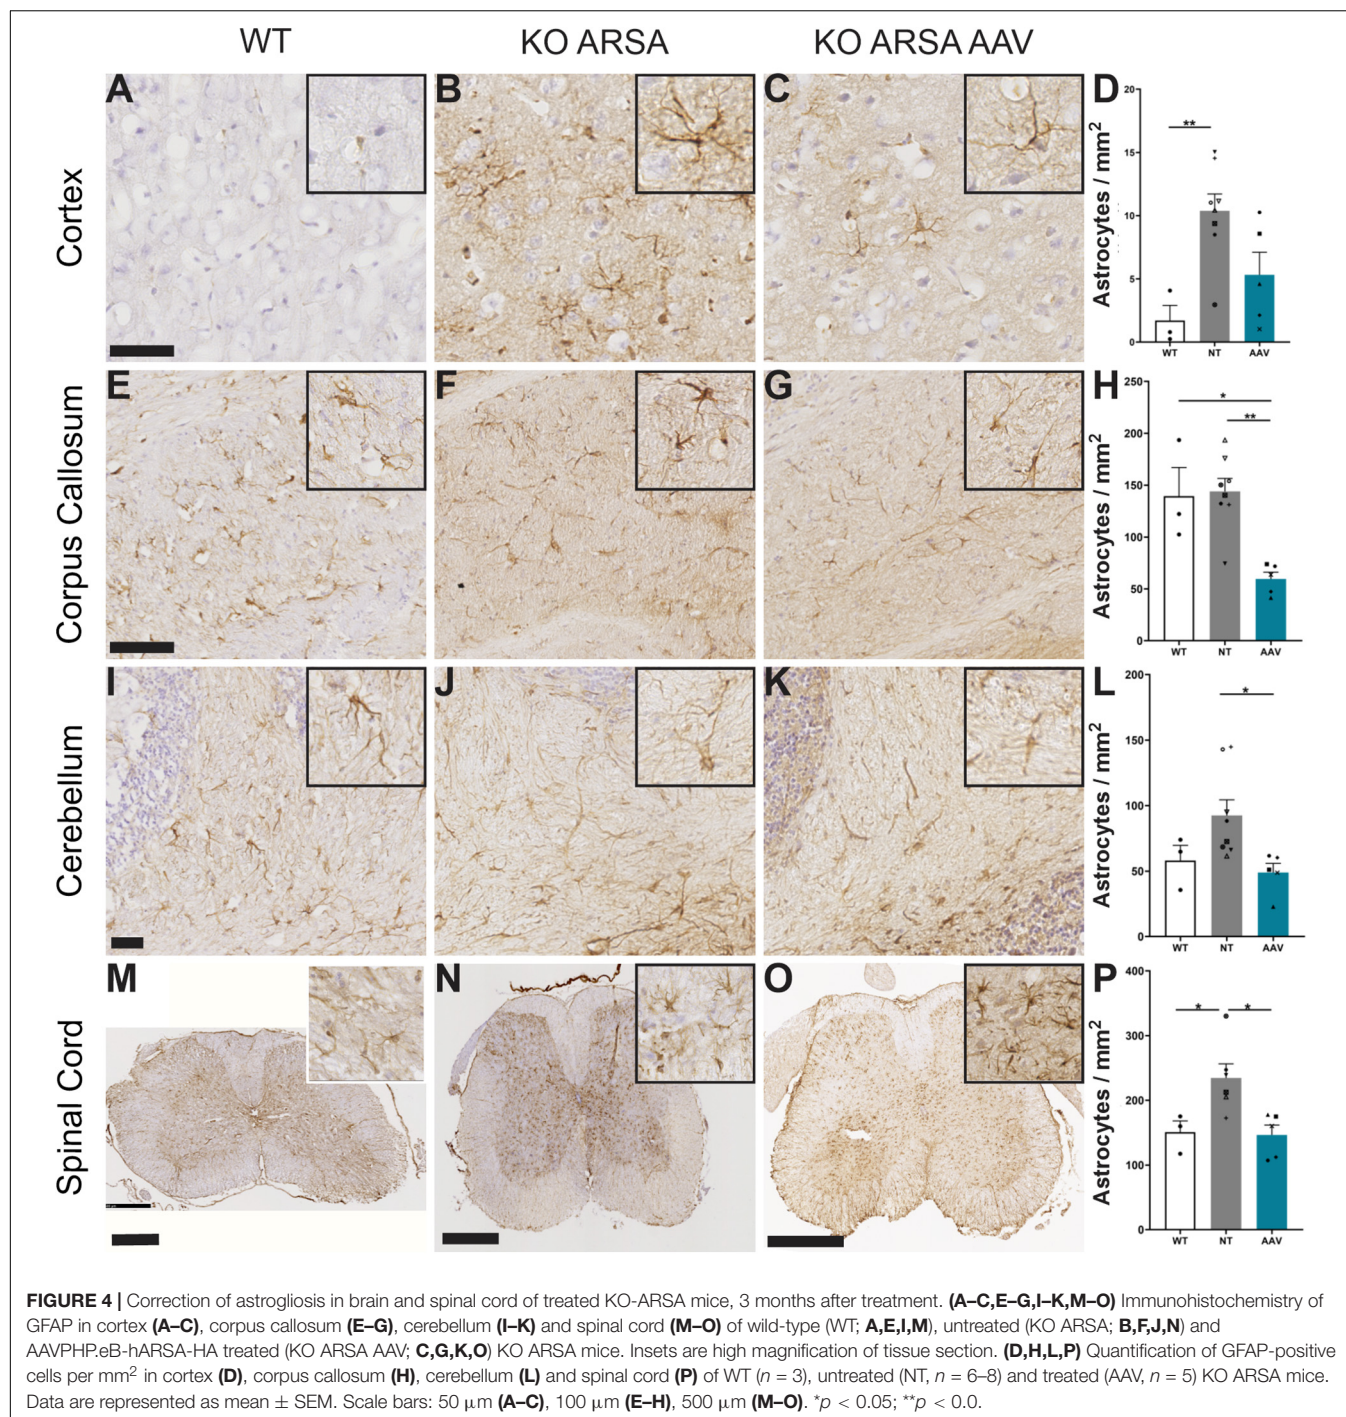 WT KO ARSA KO ARSA AAV
Cortex
A B C D
Astrocytes / mm²
20
15
10
5
0
**
WT NT AAV
Corpus Callosum
E F G H
Astrocytes / mm²
250
200
150
100
50
0
*
**
WT NT AAV
Cerebellum
I J K L
Astrocytes / mm²
200
150
100
50
0
*
WT NT AAV
Spinal Cord
M N O P
Astrocytes / mm²
400
300
200
100
0
* *
WT NT AAV
FIGURE 4 | Correction of astrogliosis in brain and spinal cord of treated KO-ARSA mice, 3 months after treatment. (A–C,E–G,I–K,M–O) Immunohistochemistry of
GFAP in cortex (A–C), corpus callosum (E–G), cerebellum (I–K) and spinal cord (M–O) of wild-type (WT; A,E,I,M), untreated (KO ARSA; B,F,J,N) and
AAVPHP.eB-hARSA-HA treated (KO ARSA AAV; C,G,K,O) KO ARSA mice. Insets are high magnification of tissue section. (D,H,L,P) Quantification of GFAP-positive
cells per mm² in cortex (D), corpus callosum (H), cerebellum (L) and spinal cord (P) of WT (n = 3), untreated (NT, n = 6–8) and treated (AAV, n = 5) KO ARSA mice.
Data are represented as mean ± SEM. Scale bars: 50 μm (A–C), 100 μm (E–H), 500 μm (M–O). *p < 0.05; **p < 0.0.